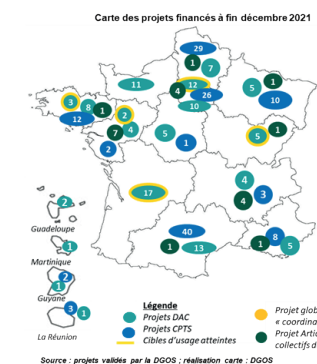 Carte des projets financés à fin décembre 2021
29
1
7
11
12
4
26
10
5
1
10
3
8
1
12
2
7
4
2
5
1
1
5
17
4
3
4
40
1
13
8
1
5
2
Guadeloupe
1
Martinique
2
1
Guyane
3
1
La Réunion
Légende
Projets DAC
Projets CPTS
Cibles d'usage atteintes
Projet glob
« coordina
Projet Artic
collectifs d
Source : projets validés par la DGOS ; réalisation carte : DGOS